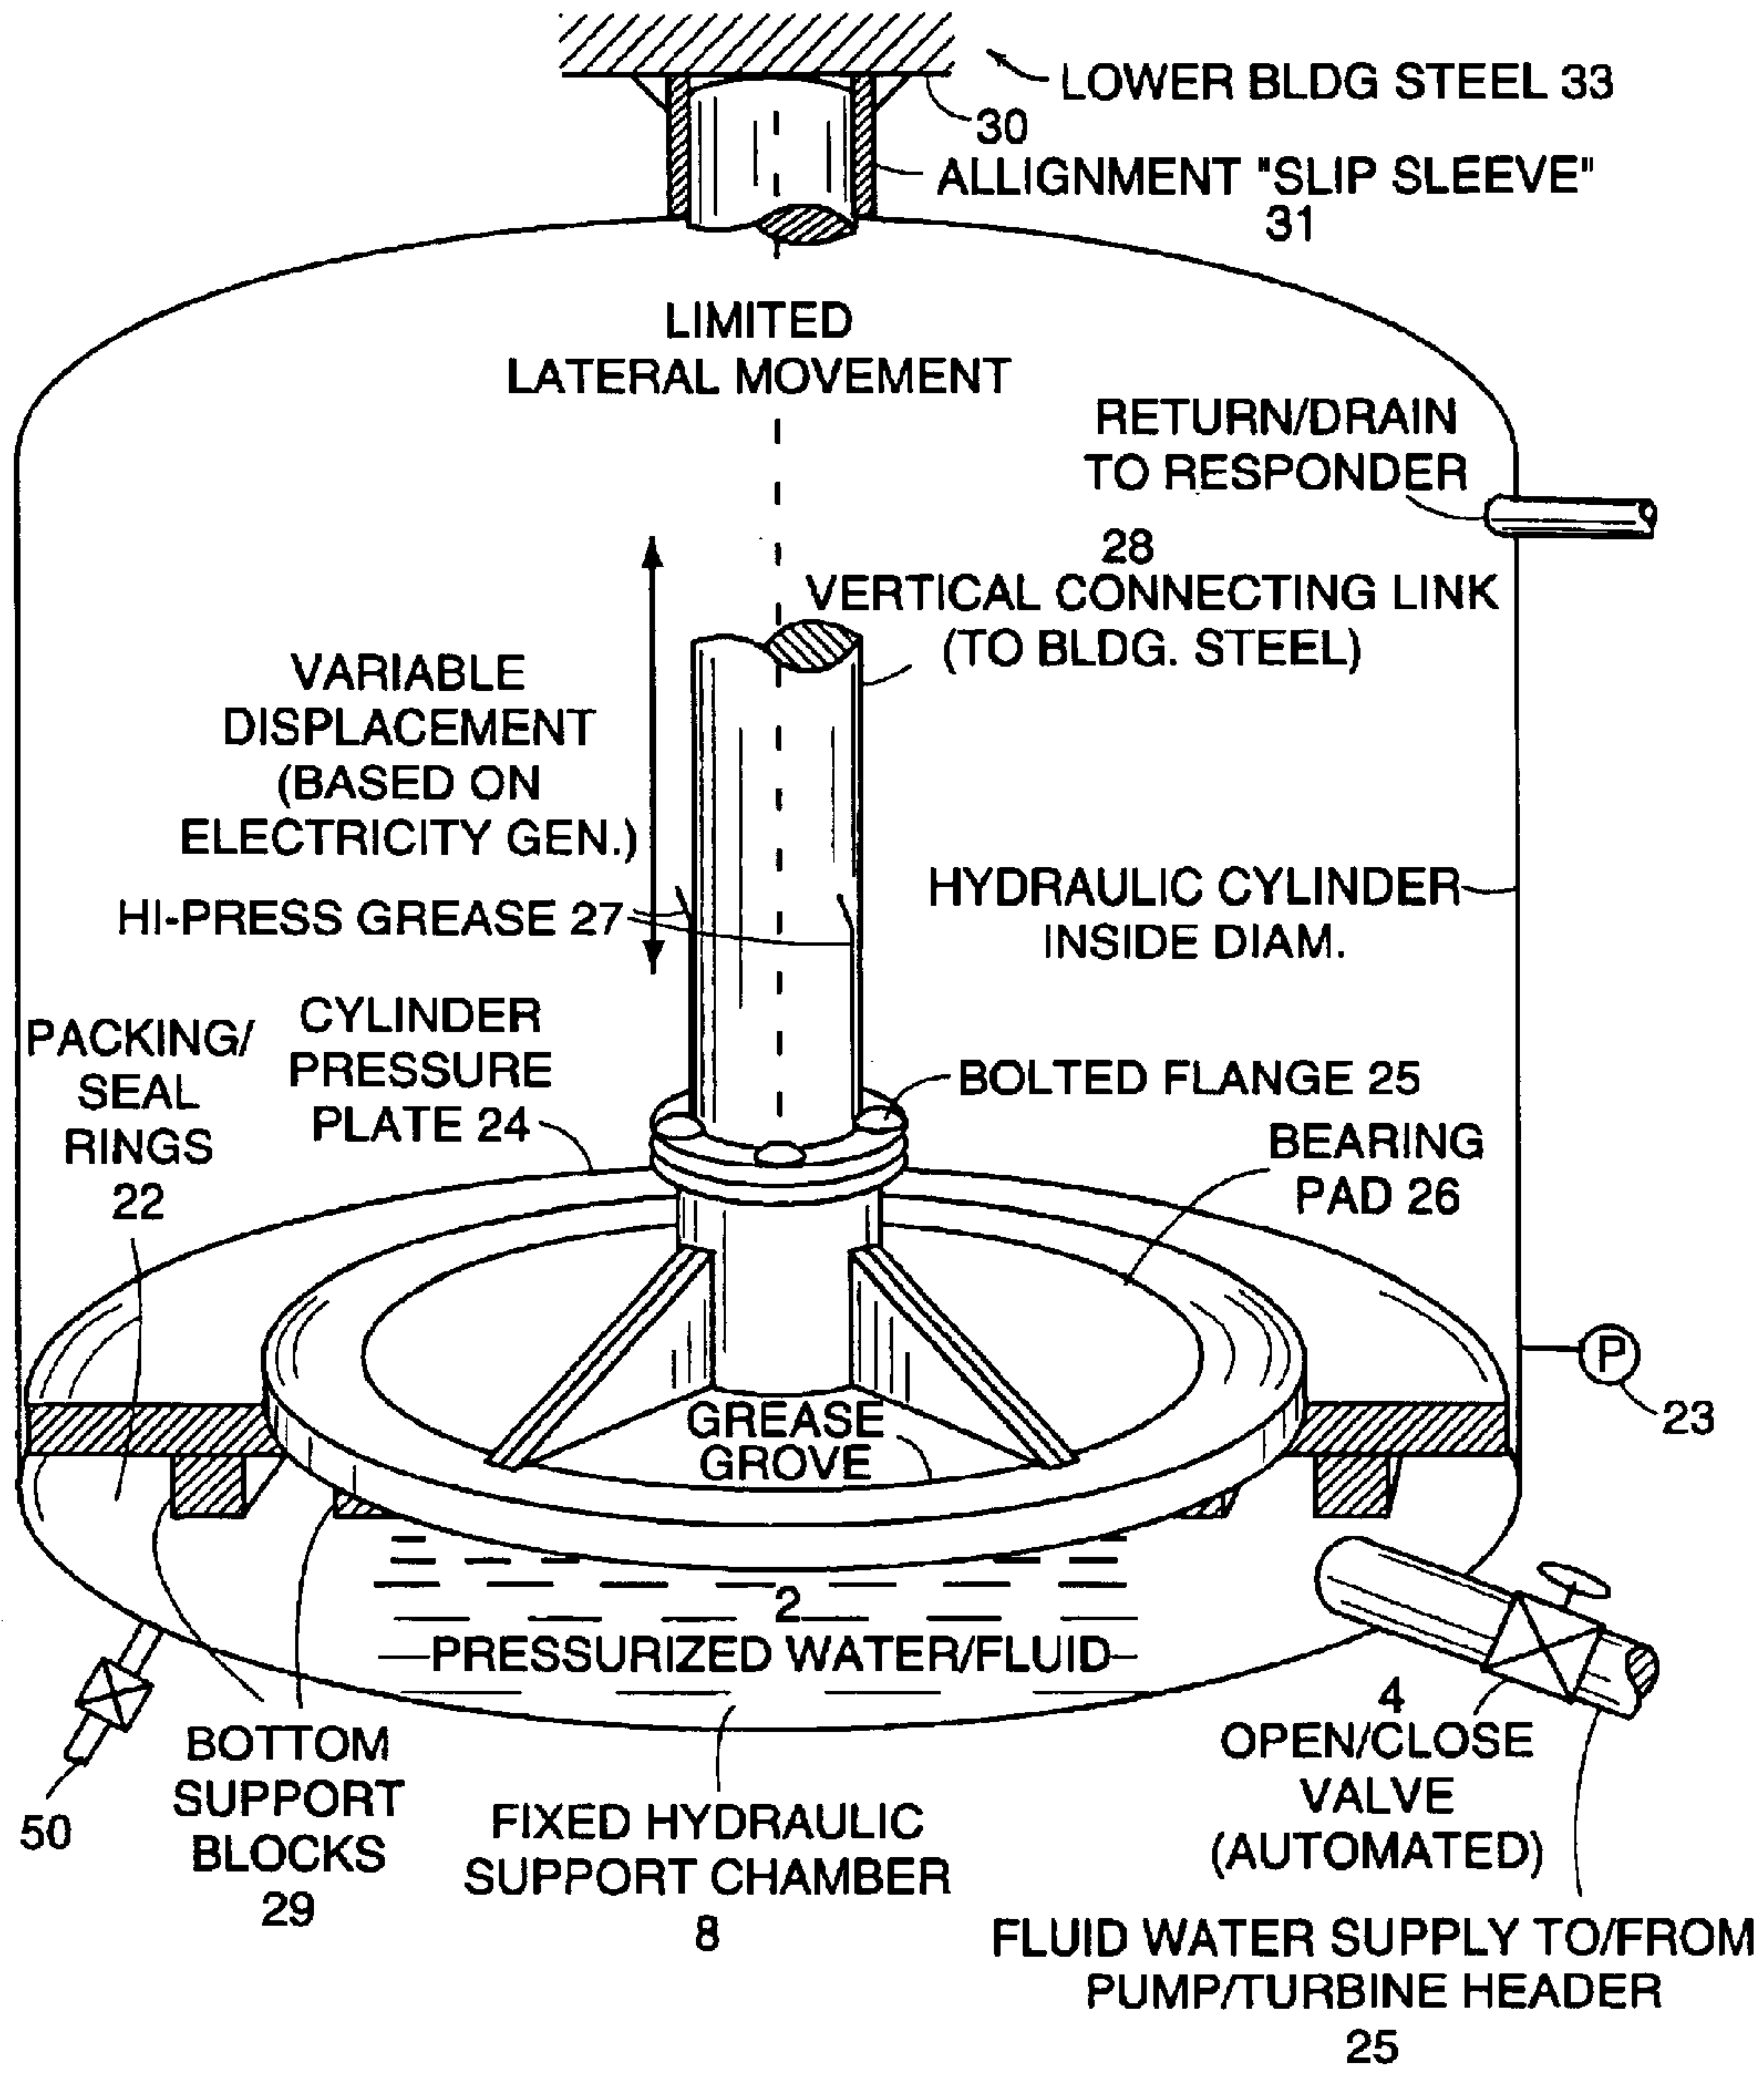 LOWER BLDG STEEL 33
30
ALLIGNMENT "SLIP SLEEVE"
31
LIMITED
LATERAL MOVEMENT
RETURN/DRAIN
TO RESPONDER
28
VERTICAL CONNECTING LINK
(TO BLDG. STEEL)
VARIABLE
DISPLACEMENT
(BASED ON
ELECTRICITY GEN.)
HI-PRESS GREASE 27
HYDRAULIC CYLINDER
INSIDE DIAM.
PACKING/
SEAL
RINGS
22
CYLINDER
PRESSURE
PLATE 24
BOLTED FLANGE 25
BEARING
PAD 26
P
23
GREASE
GROVE
2
PRESSURIZED WATER/FLUID
50
BOTTOM
SUPPORT
BLOCKS
29
FIXED HYDRAULIC
SUPPORT CHAMBER
8
4
OPEN/CLOSE
VALVE
(AUTOMATED)
FLUID WATER SUPPLY TO/FROM
PUMP/TURBINE HEADER
25